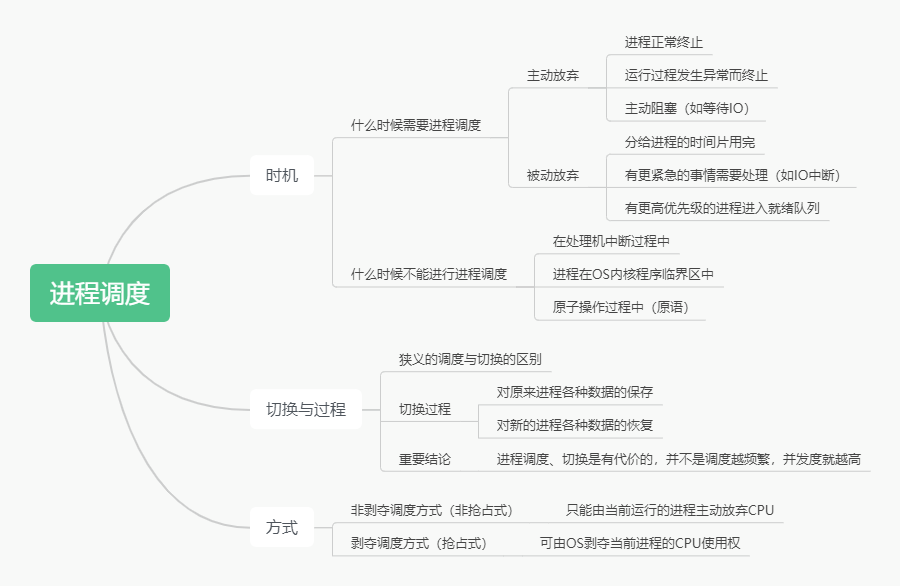 进程调度
时机
什么时候需要进程调度
主动放弃
进程正常终止
运行过程发生异常而终止
主动阻塞（如等待IO）
被动放弃
分给进程的时间片用完
有更紧急的事情需要处理（如IO中断）
有更高优先级的进程进入就绪队列
什么时候不能进行进程调度
在处理机中断过程中
进程在OS内核程序临界区中
原子操作过程中（原语）
切换与过程
狭义的调度与切换的区别
切换过程
对原来进程各种数据的保存
对新的进程各种数据的恢复
重要结论
进程调度、切换是有代价的，并不是调度越频繁，并发度就越高
方式
非剥夺调度方式（非抢占式）
只能由当前运行的进程主动放弃CPU
剥夺调度方式（抢占式）
可由OS剥夺当前进程的CPU使用权